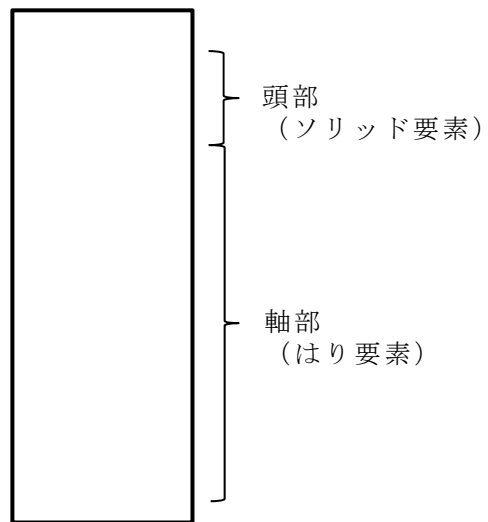 頭部
（ソリッド要素）
軸部
（はり要素）